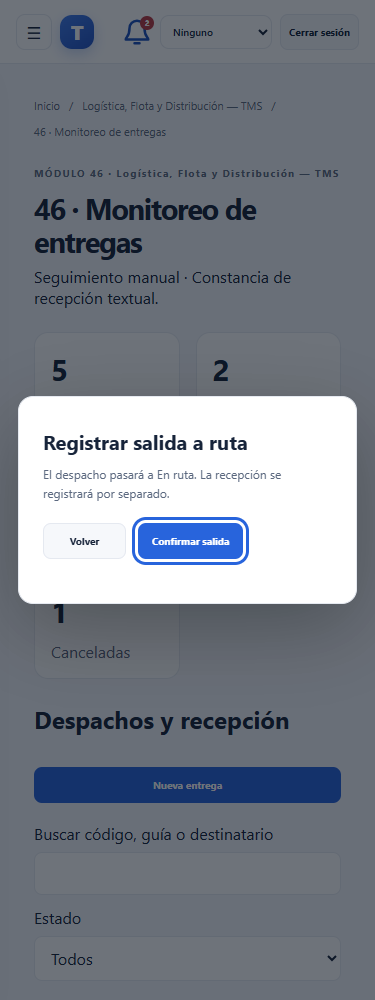 ☰
T
2
Ninguno
Cerrar sesión
Inicio / Logística, Flota y Distribución — TMS /
46 · Monitoreo de entregas
MÓDULO 46 · Logística, Flota y Distribución — TMS
46 · Monitoreo de
entregas
Seguimiento manual · Constancia de
recepción textual.
5
2
Registrar salida a ruta
El despacho pasará a En ruta. La recepción se
registrará por separado.
Volver
Confirmar salida
1
Canceladas
Despachos y recepción
Nueva entrega
Buscar código, guía o destinatario
Estado
Todos